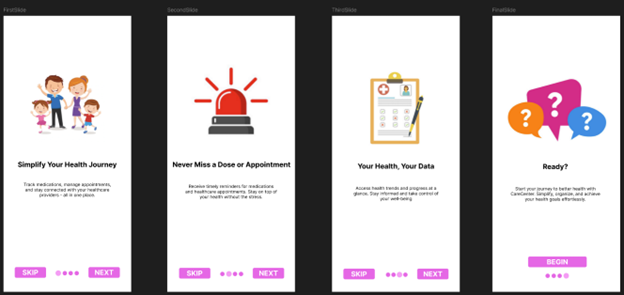 FirstSlide
SecondSlide
ThirdSlide
FinalSlide
Simplify Your Health Journey
Track medications, manage appointments,
and stay connected with your healthcare
providers - all in one place.
SKIP
NEXT
Never Miss a Dose or Appointment
Receive timely reminders for medications
and healthcare appointments. Stay on top of
your health without the stress.
SKIP
NEXT
Your Health, Your Data
Access health trends and progress at a
glance. Stay informed and take control of
your well-being.
SKIP
NEXT
? ? ?
Ready?
Start your journey to better health with
CareCenter. Simplify, organize, and achieve
your health goals effortlessly.
BEGIN